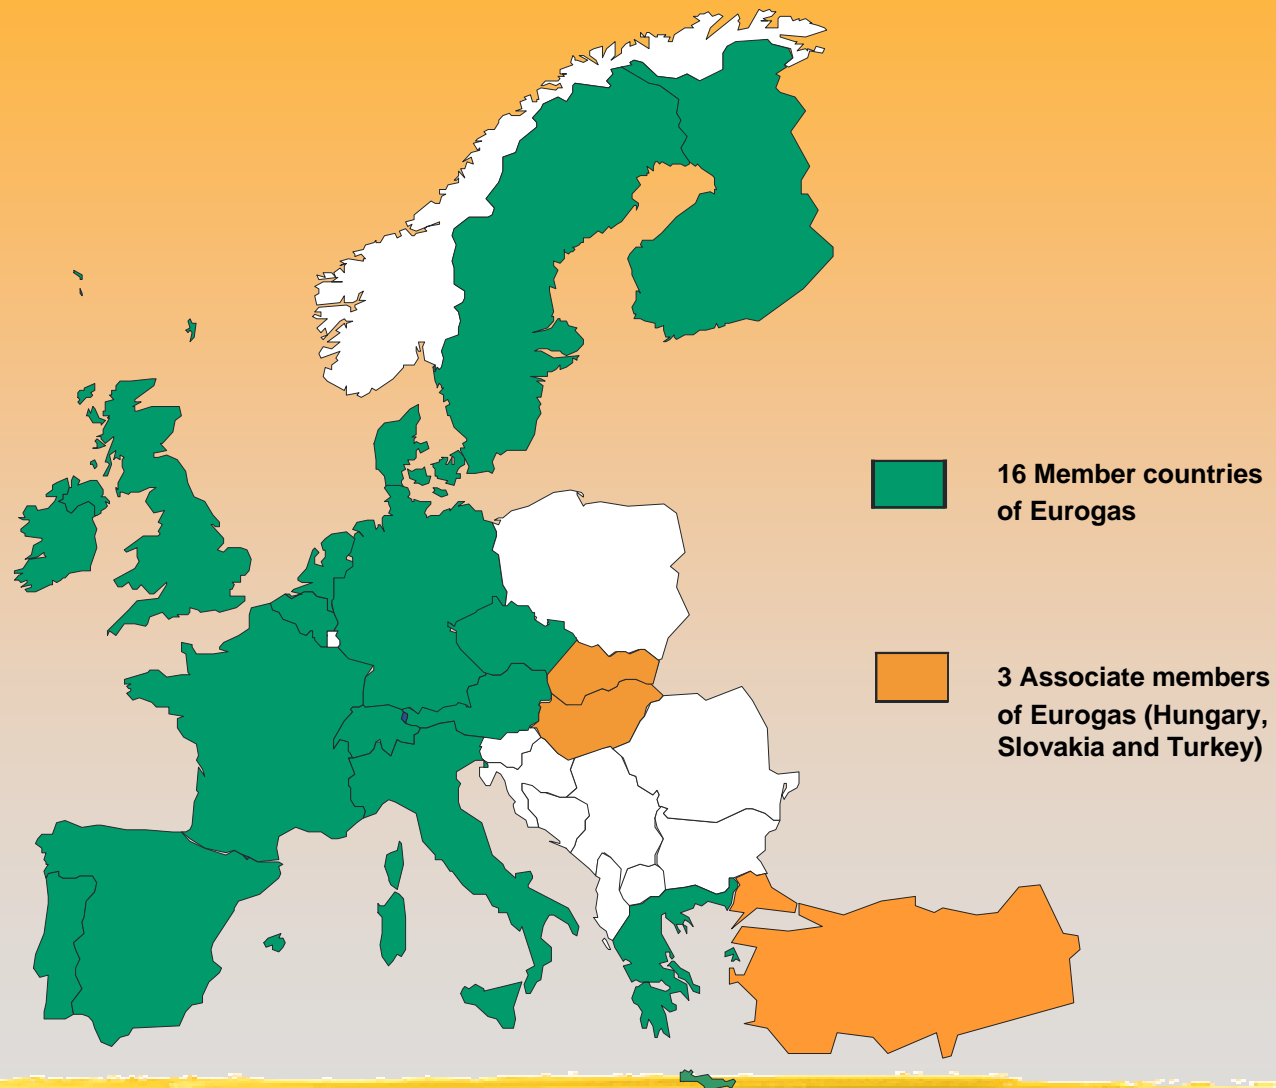 16 Member countries
of Eurogas
3 Associate members
of Eurogas (Hungary,
Slovakia and Turkey)